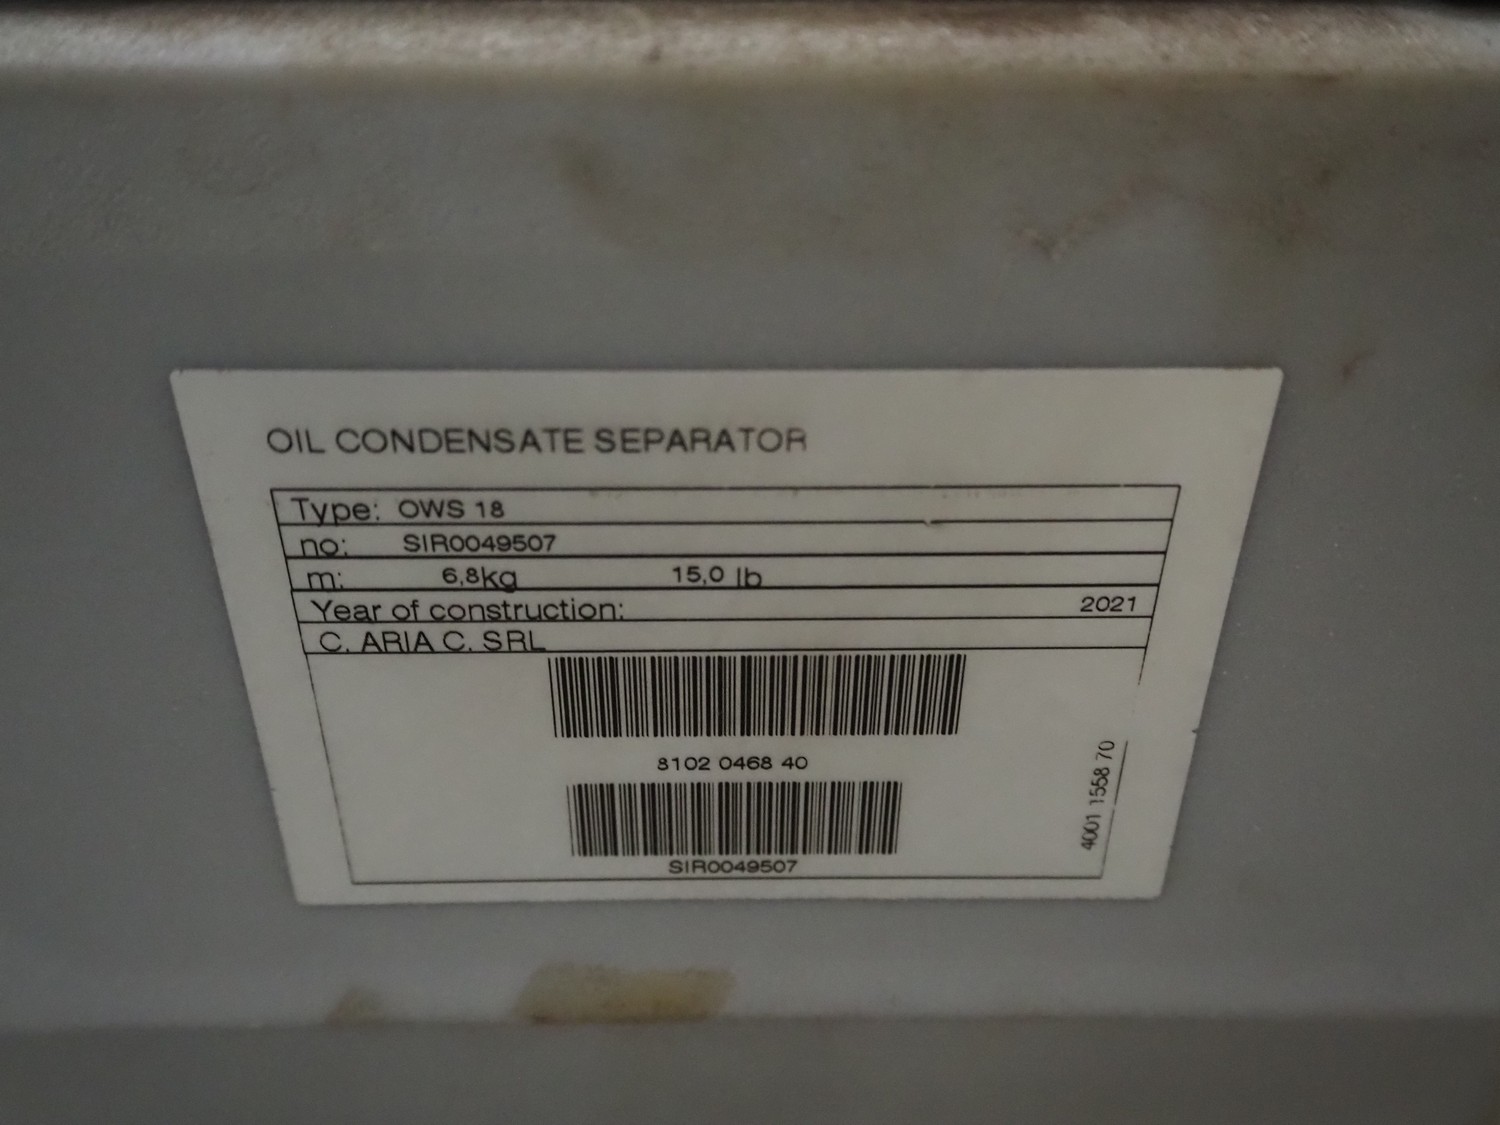 OIL CONDENSATE SEPARATOR
Type: OWS 18
no: SIR0049507
m: 6,8kg 15,0 lb
Year of construction: 2021
C. ARIA C. SRL
8102 0468 40
SIR0049507
4001 1558 70